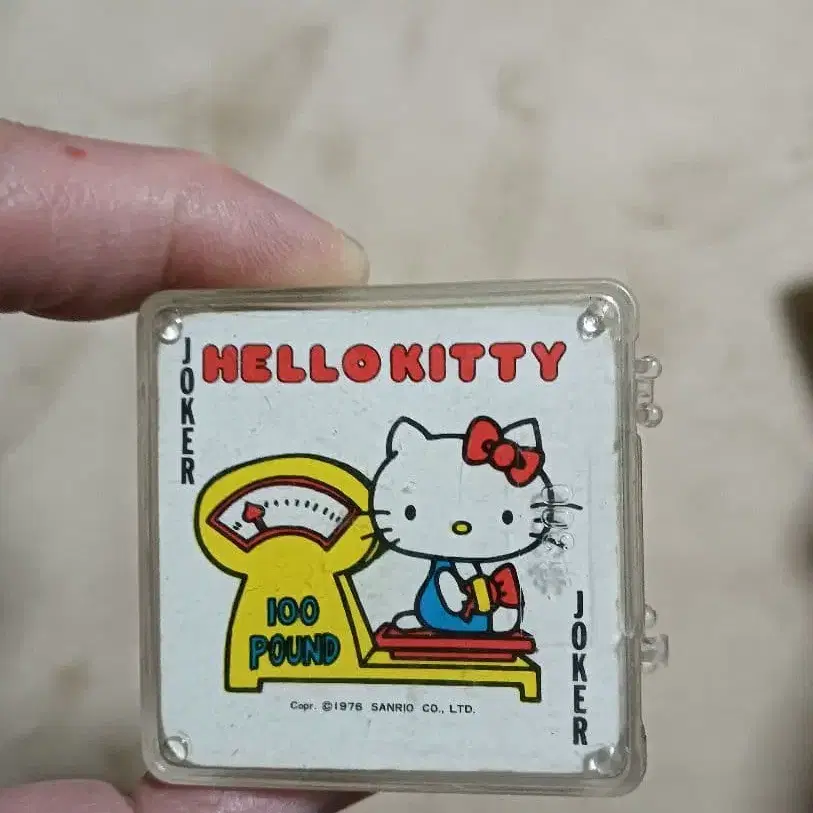 JOKER
HELLO KITTY
100
POUND
JOKER
Copr. ©1976 SANRIO CO., LTD.